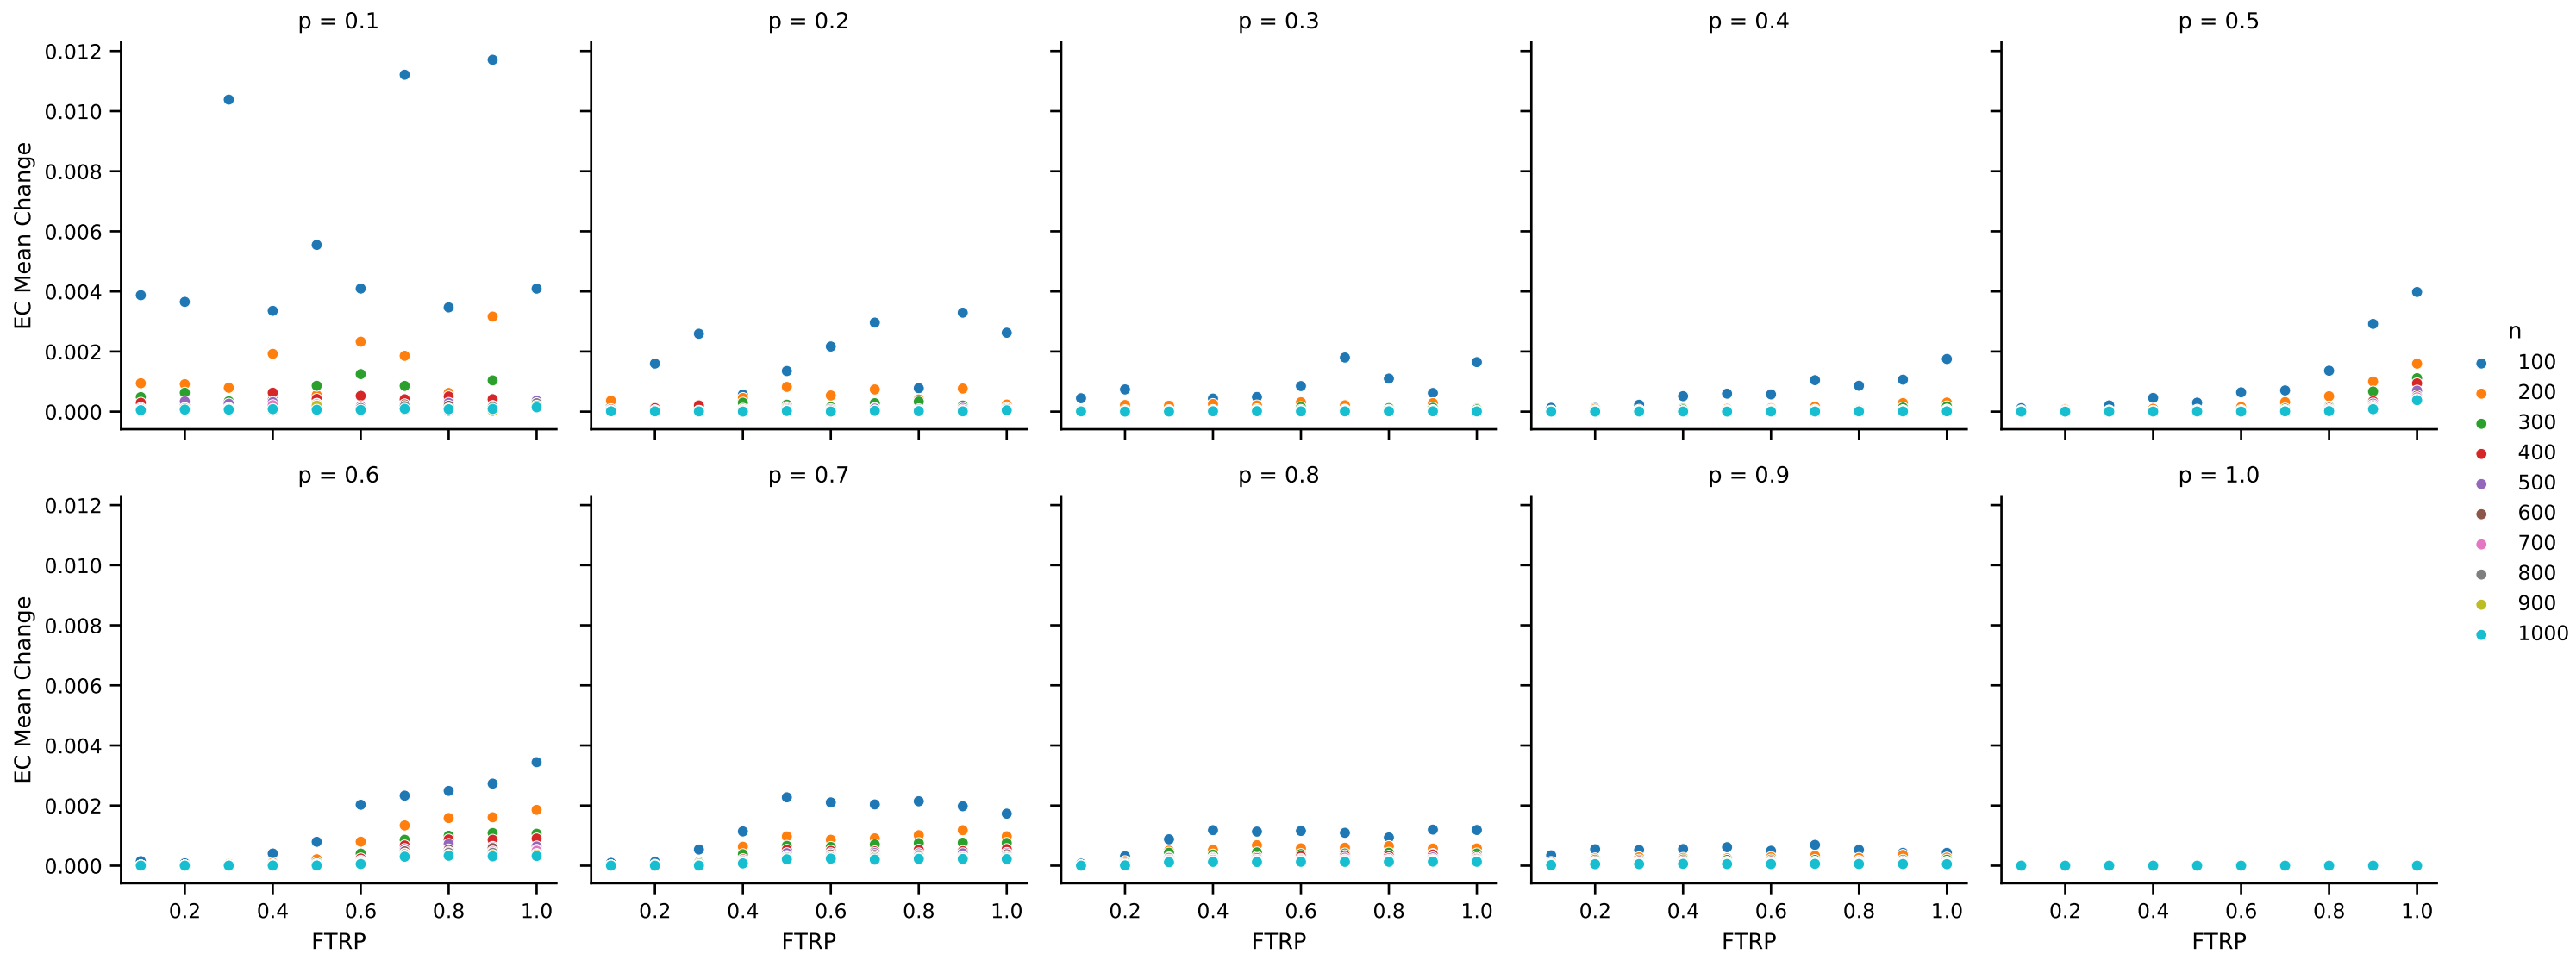 p = 0.1
p = 0.2
p = 0.3
p = 0.4
p = 0.5
EC Mean Change
0.012
0.010
0.008
0.006
0.004
0.002
0.000
p = 0.6
p = 0.7
p = 0.8
p = 0.9
p = 1.0
EC Mean Change
0.012
0.010
0.008
0.006
0.004
0.002
0.000
0.2 0.4 0.6 0.8 1.0
0.2 0.4 0.6 0.8 1.0
0.2 0.4 0.6 0.8 1.0
0.2 0.4 0.6 0.8 1.0
0.2 0.4 0.6 0.8 1.0
FTRP
FTRP
FTRP
FTRP
FTRP
n
100
200
300
400
500
600
700
800
900
1000